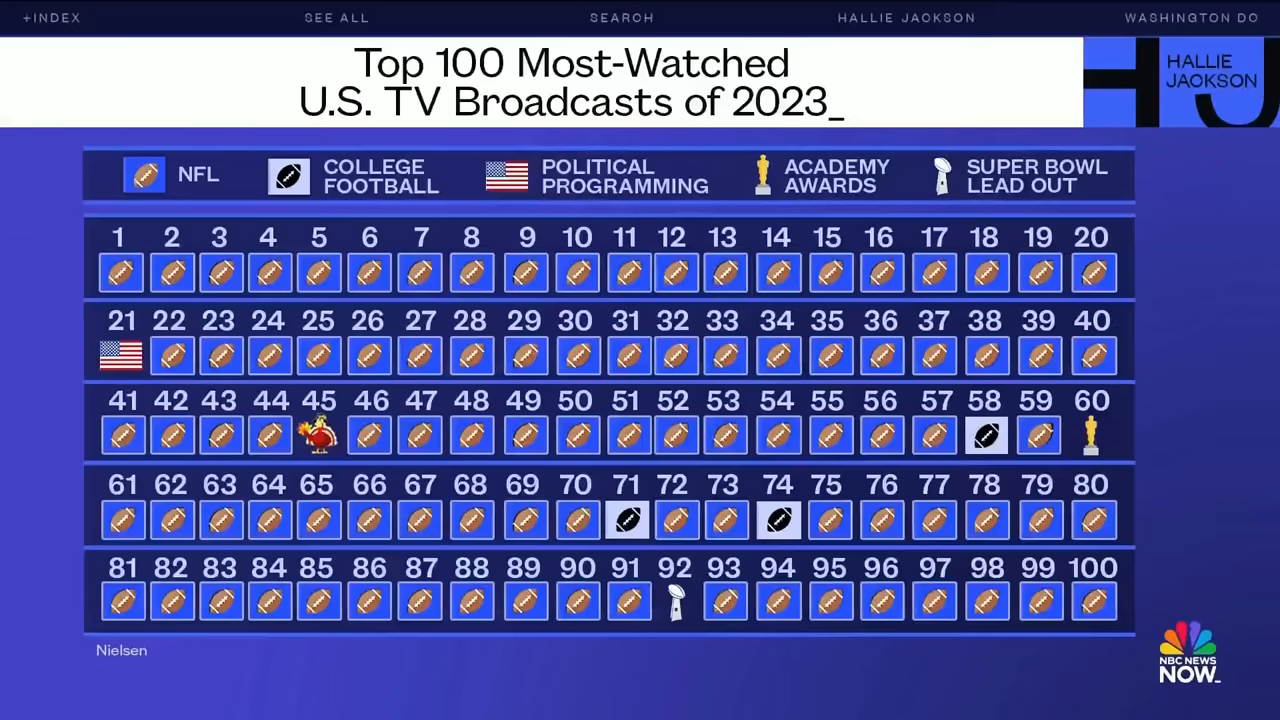 +INDEX SEE ALL SEARCH HALLIE JACKSON WASHINGTON DO
Top 100 Most-Watched
U.S. TV Broadcasts of 2023_
HALLIE
JACKSON
NFL
COLLEGE
FOOTBALL
POLITICAL
PROGRAMMING
ACADEMY
AWARDS
SUPER BOWL
LEAD OUT
1 2 3 4 5 6 7 8 9 10 11 12 13 14 15 16 17 18 19 20
21 22 23 24 25 26 27 28 29 30 31 32 33 34 35 36 37 38 39 40
41 42 43 44 45 46 47 48 49 50 51 52 53 54 55 56 57 58 59 60
61 62 63 64 65 66 67 68 69 70 71 72 73 74 75 76 77 78 79 80
81 82 83 84 85 86 87 88 89 90 91 92 93 94 95 96 97 98 99 100
Nielsen
NBC NEWS
NOW_